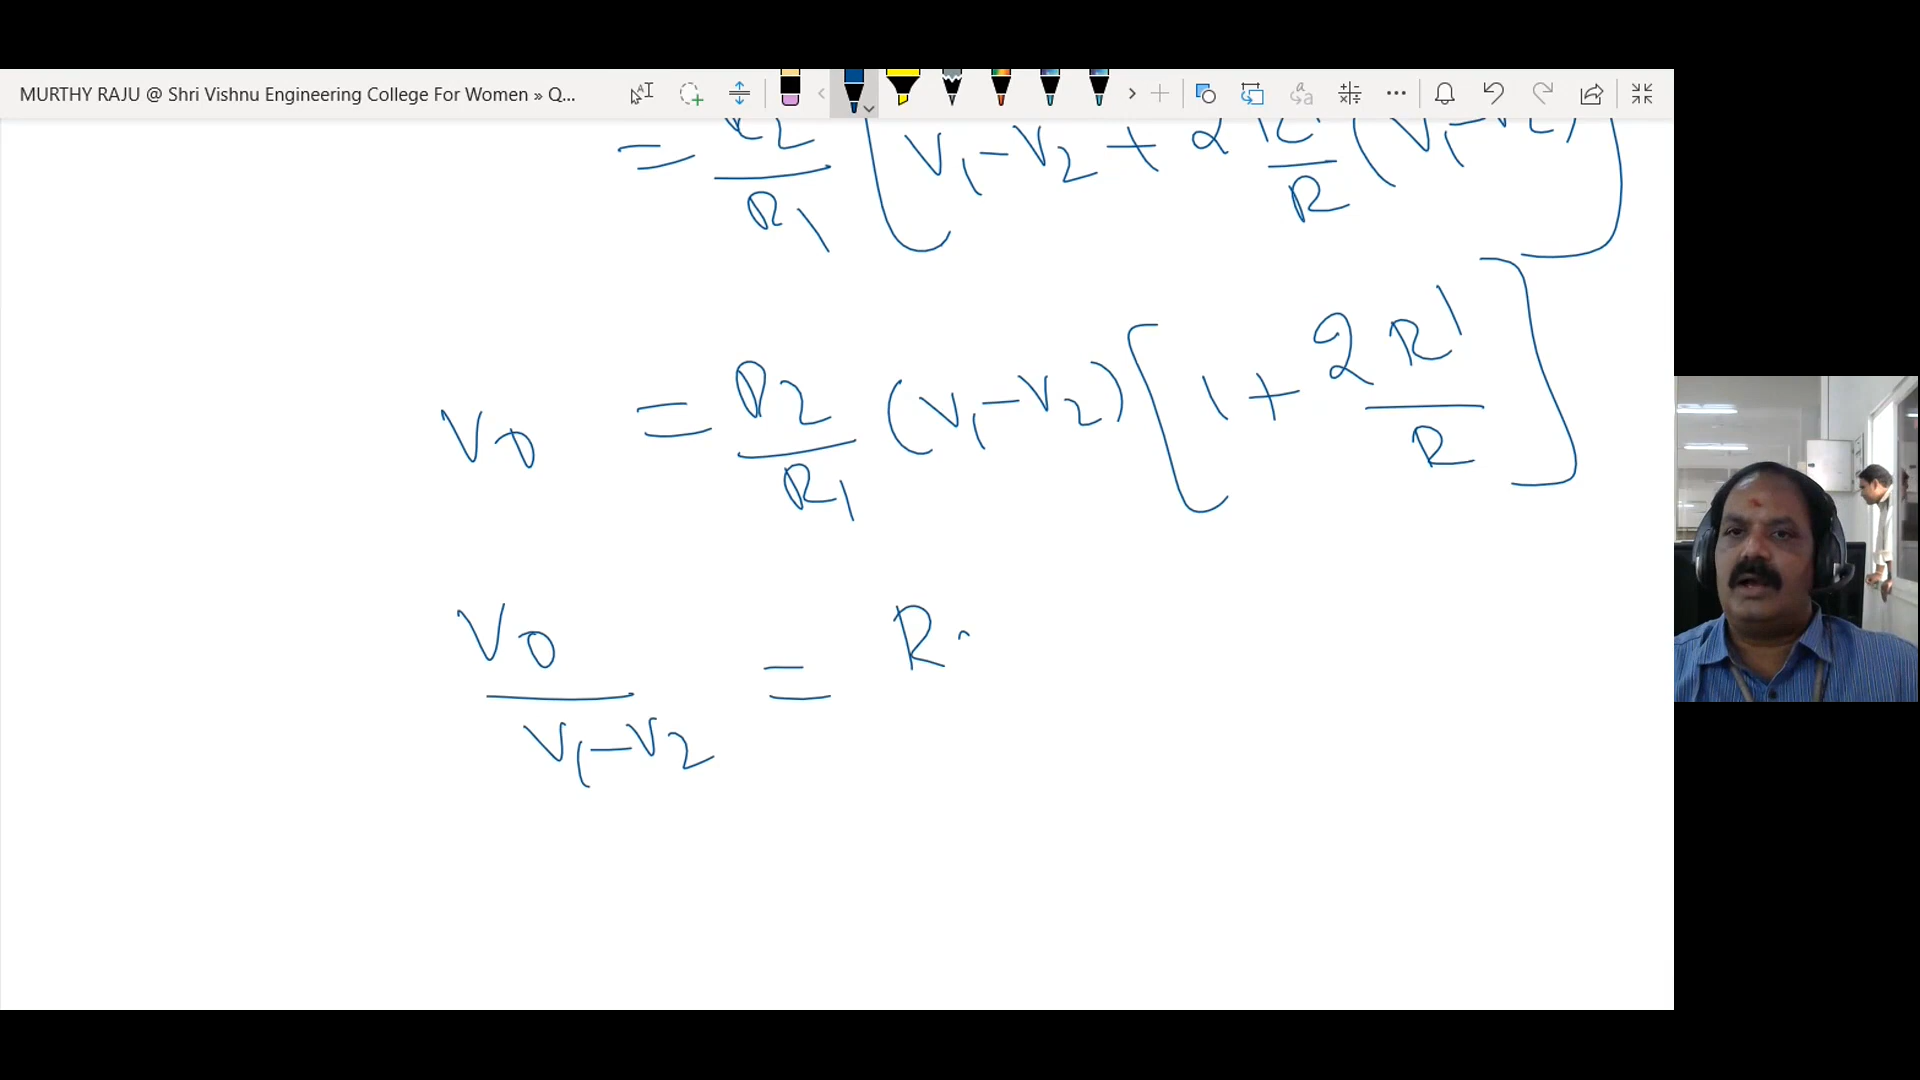 MURTHY RAJU @ Shri Vishnu Engineering College For Women » Q...
= R2/R1 [V1-V2 + 2 R'/R (V1-V2)]
V0 = R2/R1 (V1-V2) [1 + 2R'/R]
V0/V1-V2 = R